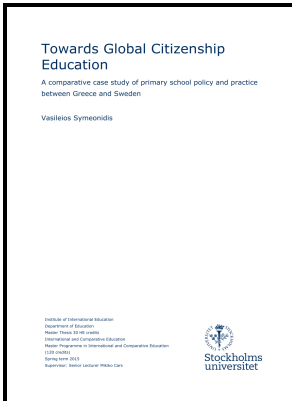 Towards Global Citizenship
Education
A comparative case study of primary school policy and practice
between Greece and Sweden
Vasileios Symeonidis
Institute of International Education
Department of Education
Master Thesis 30 HE credits
International and Comparative Education
Master Programme in International and Comparative Education
(120 credits)
Spring term 2015
Supervisor: Senior Lecturer Mikiko Cars
Stockholms
universitet